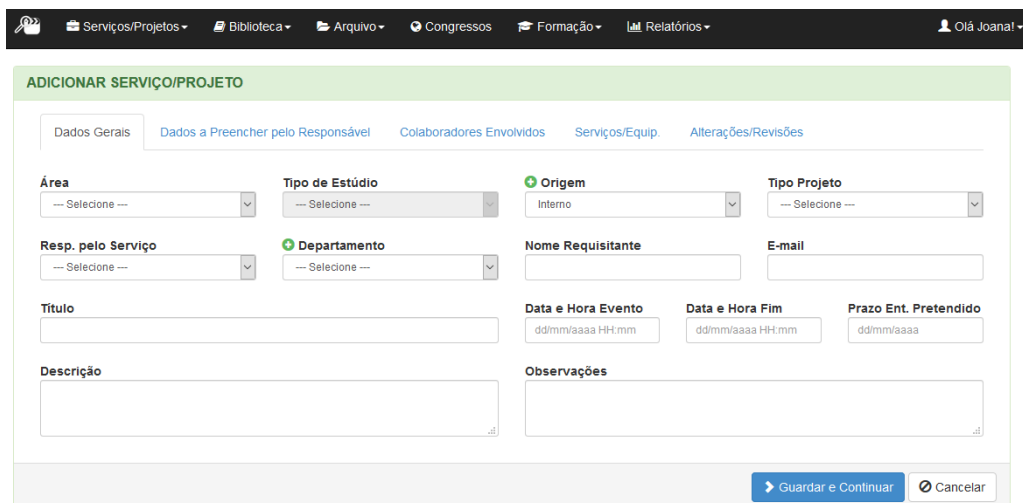 Serviços/Projetos Biblioteca Arquivo Congressos Formação Relatórios Olá Joana!
ADICIONAR SERVIÇO/PROJETO
Dados Gerais Dados a Preencher pelo Responsável Colaboradores Envolvidos Serviços/Equip. Alterações/Revisões
Área Tipo de Estúdio Origem Tipo Projeto
--- Selecione --- --- Selecione --- Interno --- Selecione ---
Resp. pelo Serviço Departamento Nome Requisitante E-mail
--- Selecione --- --- Selecione ---
Título Data e Hora Evento Data e Hora Fim Prazo Ent. Pretendido
dd/mm/aaaa HH:mm dd/mm/aaaa HH:mm dd/mm/aaaa
Descrição Observações
Guardar e Continuar Cancelar